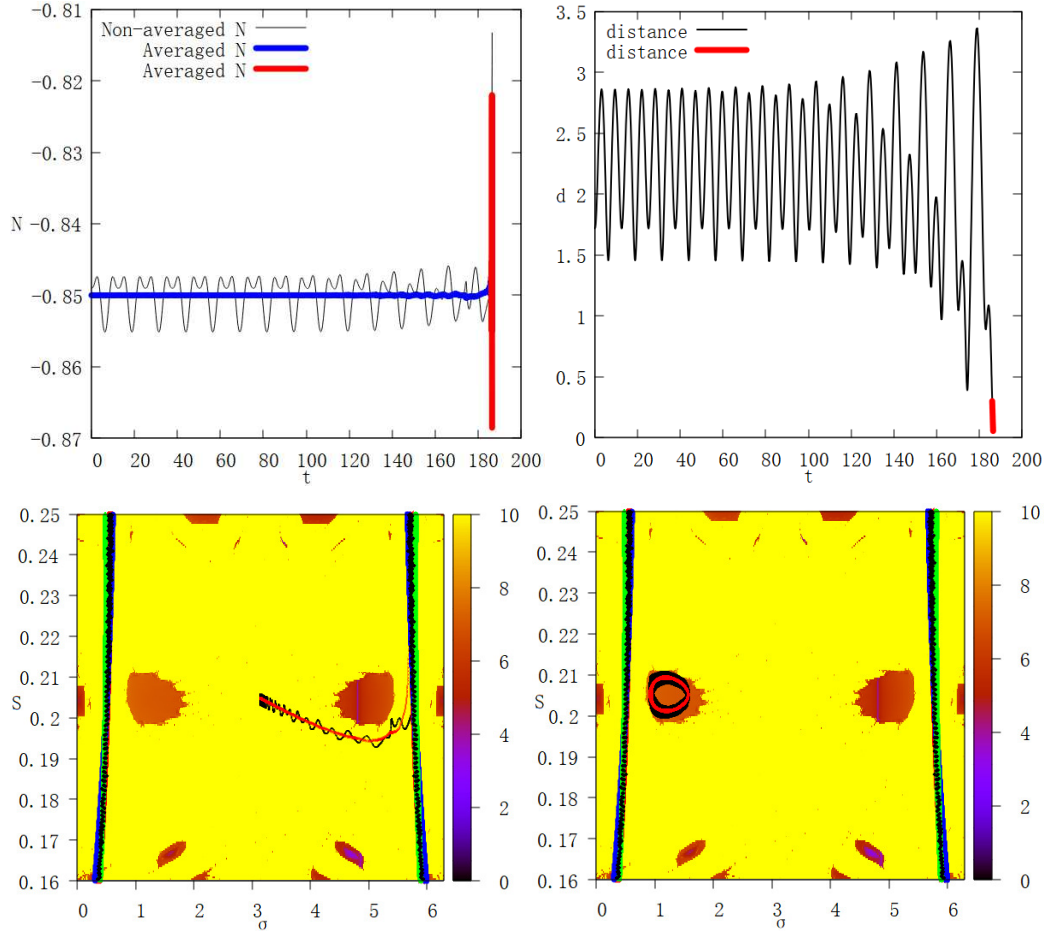 -0.81
Non-averaged N
Averaged N
Averaged N
-0.82
-0.83
N
-0.84
-0.85
-0.86
-0.87
0 20 40 60 80 100 120 140 160 180 200
t
3.5
distance
distance
3
2.5
d 2
1.5
1
0.5
0
0 20 40 60 80 100 120 140 160 180 200
t
0.25
0.24
0.23
0.22
0.21
S
0.2
0.19
0.18
0.17
0.16
0 1 2 3 4 5 6
σ
10
8
6
4
2
0
0.25
0.24
0.23
0.22
0.21
S
0.2
0.19
0.18
0.17
0.16
0 1 2 3 4 5 6
σ
10
8
6
4
2
0